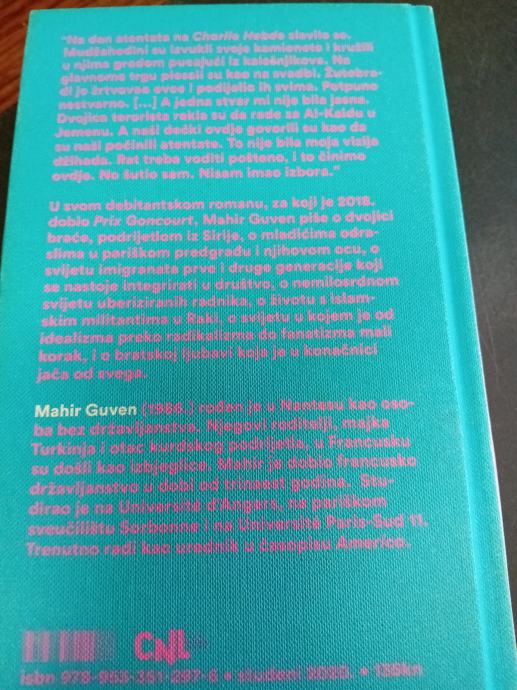 "Na dan atentata na Charlie Hebdo slavilo se.
Mudžahedini su izvukli svoje kamionete i kružili
u njima gradom pucajući iz kalašnjikova. Na
glavnome trgu plesali su kao na svadbi. Žutobra-
di je žrtvovao ovce i podijelio ih svima. Potpuno
nestvarno. [...] A jedna stvar mi nije bila jasna.
Dvojica terorista rekla su da rade za Al-Kaidu u
Jemenu. A naši dečki ovdje govorili su kao da
su naši počinili atentate. To nije bila moja vizija
džihada. Rat treba voditi pošteno, i to činimo
ovdje. No šutio sam. Nisam imao izbora."
U svom debitantskom romanu, za koji je 2018.
dobio Prix Goncourt, Mahir Guven piše o dvojici
braće, podrijetlom iz Sirije, o mladićima odra-
slima u pariškom predgrađu i njihovom ocu, o
svijetu imigranata prve i druge generacije koji
se nastoje integrirati u društvo, o nemilosrdnom
svijetu uberiziranih radnika, o životu s islam-
skim militantima u Raki, o svijetu u kojem je od
idealizma preko radikalizma do fanatizma mali
korak, i o bratskoj ljubavi koja je u konačnici
jača od svega.
Mahir Guven (1986.) rođen je u Nantesu kao oso-
ba bez državljanstva. Njegovi roditelji, majka
Turkinja i otac kurdskog podrijetla, u Francusku
su došli kao izbjeglice. Mahir je dobio francusko
državljanstvo u dobi od trinaest godina. Stu-
dirao je na Université d'Angers, na pariškom
sveučilištu Sorbonne i na Université Paris-Sud 11.
Trenutno radi kao urednik u časopisu America.
CNL
isbn 978-953-351-297-6 • studeni 2020. • 135kn